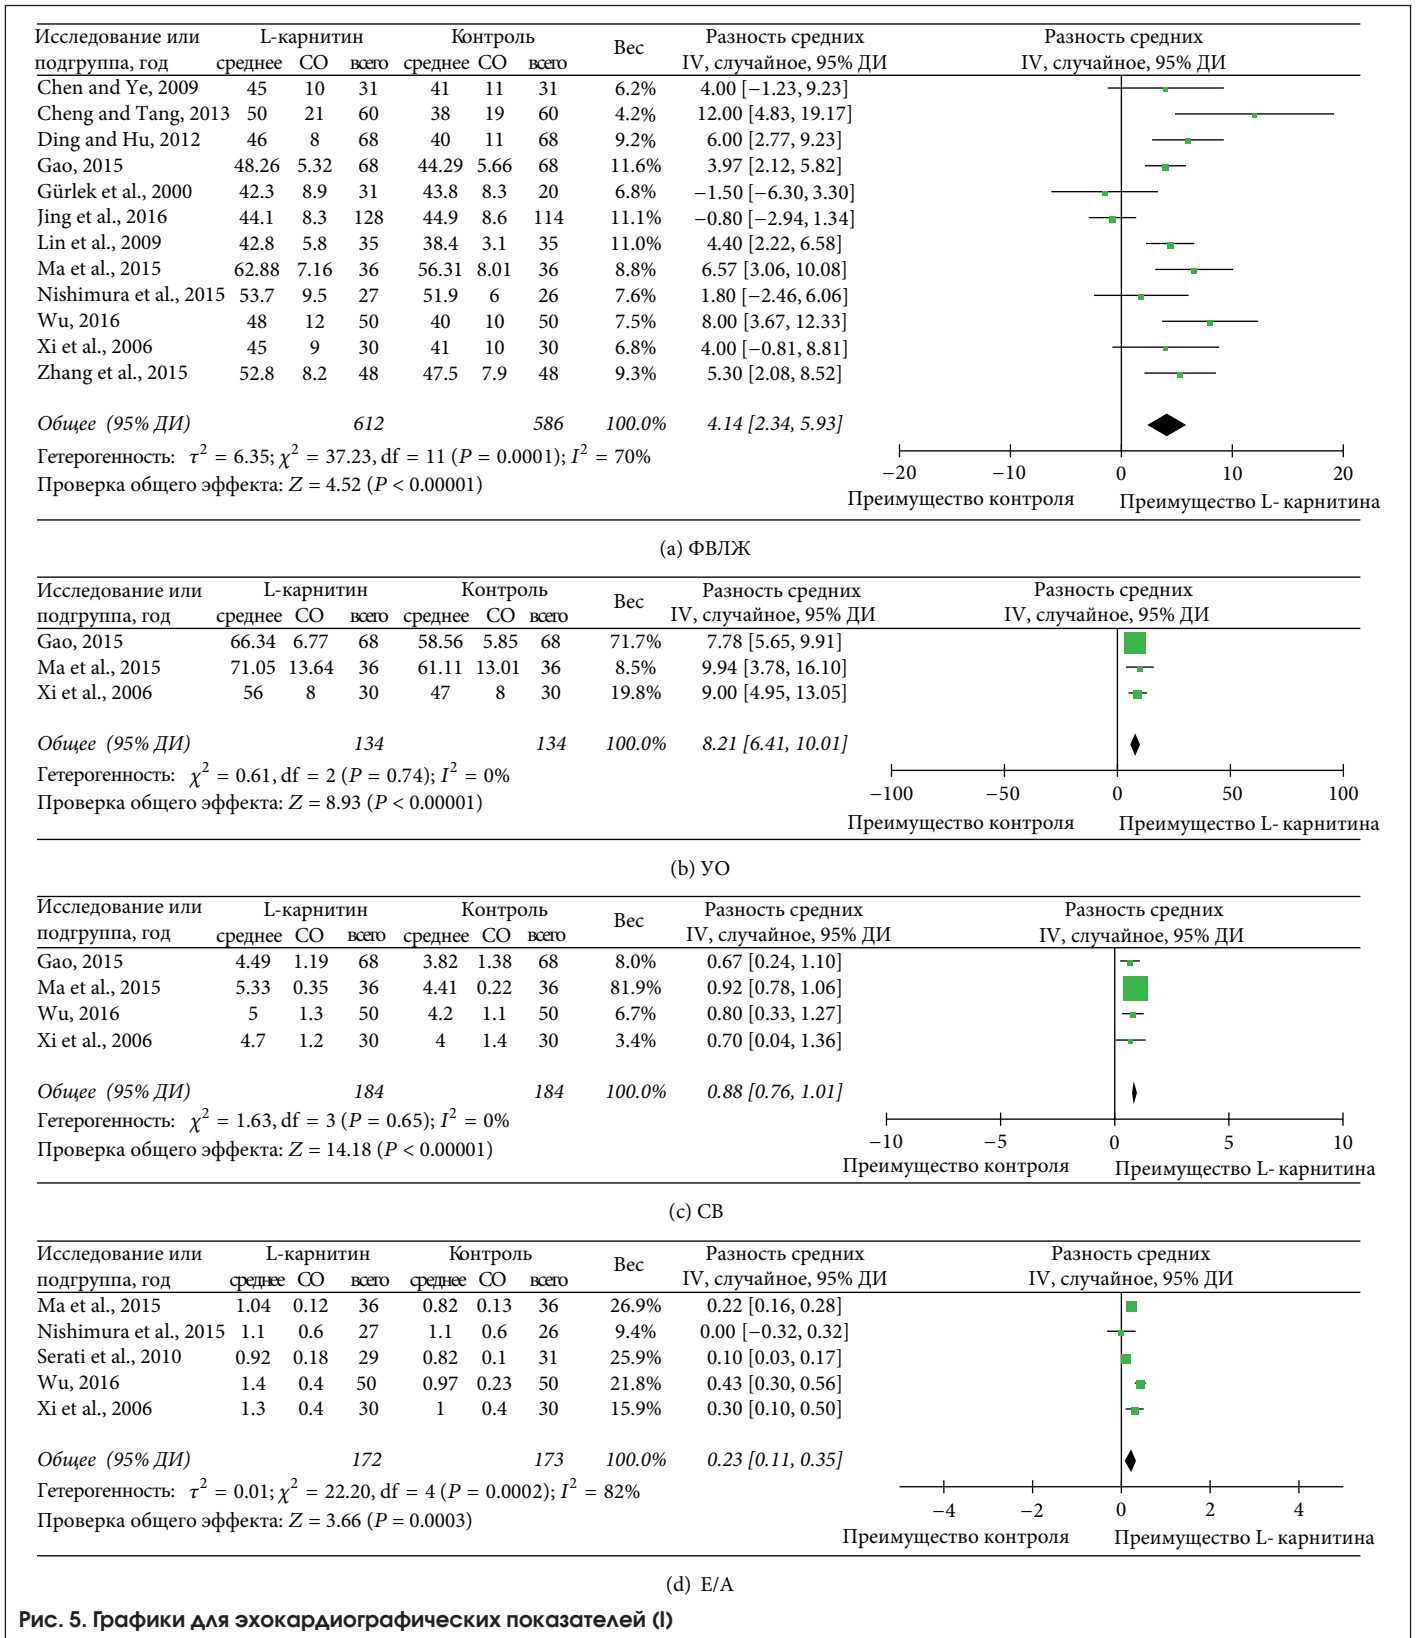 Исследование или L-карнитин Контроль Вес Разность средних Разность средних
подгруппа, год среднее СО всего среднее СО всего IV, случайное, 95% ДИ IV, случайное, 95% ДИ
Chen and Ye, 2009 45 10 31 41 11 31 6.2% 4.00 [−1.23, 9.23]
Cheng and Tang, 2013 50 21 60 38 19 60 4.2% 12.00 [4.83, 19.17]
Ding and Hu, 2012 46 8 68 40 11 68 9.2% 6.00 [2.77, 9.23]
Gao, 2015 48.26 5.32 68 44.29 5.66 68 11.6% 3.97 [2.12, 5.82]
Gürlek et al., 2000 42.3 8.9 31 43.8 8.3 20 6.8% −1.50 [−6.30, 3.30]
Jing et al., 2016 44.1 8.3 128 44.9 8.6 114 11.1% −0.80 [−2.94, 1.34]
Lin et al., 2009 42.8 5.8 35 38.4 3.1 35 11.0% 4.40 [2.22, 6.58]
Ma et al., 2015 62.88 7.16 36 56.31 8.01 36 8.8% 6.57 [3.06, 10.08]
Nishimura et al., 2015 53.7 9.5 27 51.9 6 26 7.6% 1.80 [−2.46, 6.06]
Wu, 2016 48 12 50 40 10 50 7.5% 8.00 [3.67, 12.33]
Xi et al., 2006 45 9 30 41 10 30 6.8% 4.00 [−0.81, 8.81]
Zhang et al., 2015 52.8 8.2 48 47.5 7.9 48 9.3% 5.30 [2.08, 8.52]
Общее (95% ДИ) 612 586 100.0% 4.14 [2.34, 5.93]
Гетерогенность: τ² = 6.35; χ² = 37.23, df = 11 (P = 0.0001); I² = 70%
−20 −10 0 10 20
Проверка общего эффекта: Z = 4.52 (P < 0.00001)
Преимущество контроля Преимущество L- карнитина
(a) ФВЛЖ
Исследование или L-карнитин Контроль Вес Разность средних Разность средних
подгруппа, год среднее СО всего среднее СО всего IV, случайное, 95% ДИ IV, случайное, 95% ДИ
Gao, 2015 66.34 6.77 68 58.56 5.85 68 71.7% 7.78 [5.65, 9.91]
Ma et al., 2015 71.05 13.64 36 61.11 13.01 36 8.5% 9.94 [3.78, 16.10]
Xi et al., 2006 56 8 30 47 8 30 19.8% 9.00 [4.95, 13.05]
Общее (95% ДИ) 134 134 100.0% 8.21 [6.41, 10.01]
Гетерогенность: χ² = 0.61, df = 2 (P = 0.74); I² = 0%
−100 −50 0 50 100
Проверка общего эффекта: Z = 8.93 (P < 0.00001)
Преимущество контроля Преимущество L- карнитина
(b) УО
Исследование или L-карнитин Контроль Вес Разность средних Разность средних
подгруппа, год среднее СО всего среднее СО всего IV, случайное, 95% ДИ IV, случайное, 95% ДИ
Gao, 2015 4.49 1.19 68 3.82 1.38 68 8.0% 0.67 [0.24, 1.10]
Ma et al., 2015 5.33 0.35 36 4.41 0.22 36 81.9% 0.92 [0.78, 1.06]
Wu, 2016 5 1.3 50 4.2 1.1 50 6.7% 0.80 [0.33, 1.27]
Xi et al., 2006 4.7 1.2 30 4 1.4 30 3.4% 0.70 [0.04, 1.36]
Общее (95% ДИ) 184 184 100.0% 0.88 [0.76, 1.01]
Гетерогенность: χ² = 1.63, df = 3 (P = 0.65); I² = 0%
−10 −5 0 5 10
Проверка общего эффекта: Z = 14.18 (P < 0.00001)
Преимущество контроля Преимущество L- карнитина
(c) СВ
Исследование или L-карнитин Контроль Вес Разность средних Разность средних
подгруппа, год среднее СО всего среднее СО всего IV, случайное, 95% ДИ IV, случайное, 95% ДИ
Ma et al., 2015 1.04 0.12 36 0.82 0.13 36 26.9% 0.22 [0.16, 0.28]
Nishimura et al., 2015 1.1 0.6 27 1.1 0.6 26 9.4% 0.00 [−0.32, 0.32]
Serati et al., 2010 0.92 0.18 29 0.82 0.1 31 25.9% 0.10 [0.03, 0.17]
Wu, 2016 1.4 0.4 50 0.97 0.23 50 21.8% 0.43 [0.30, 0.56]
Xi et al., 2006 1.3 0.4 30 1 0.4 30 15.9% 0.30 [0.10, 0.50]
Общее (95% ДИ) 172 173 100.0% 0.23 [0.11, 0.35]
Гетерогенность: τ² = 0.01; χ² = 22.20, df = 4 (P = 0.0002); I² = 82%
−4 −2 0 2 4
Проверка общего эффекта: Z = 3.66 (P = 0.0003)
Преимущество контроля Преимущество L- карнитина
(d) E/A
Рис. 5. Графики для эхокардиографических показателей (I)